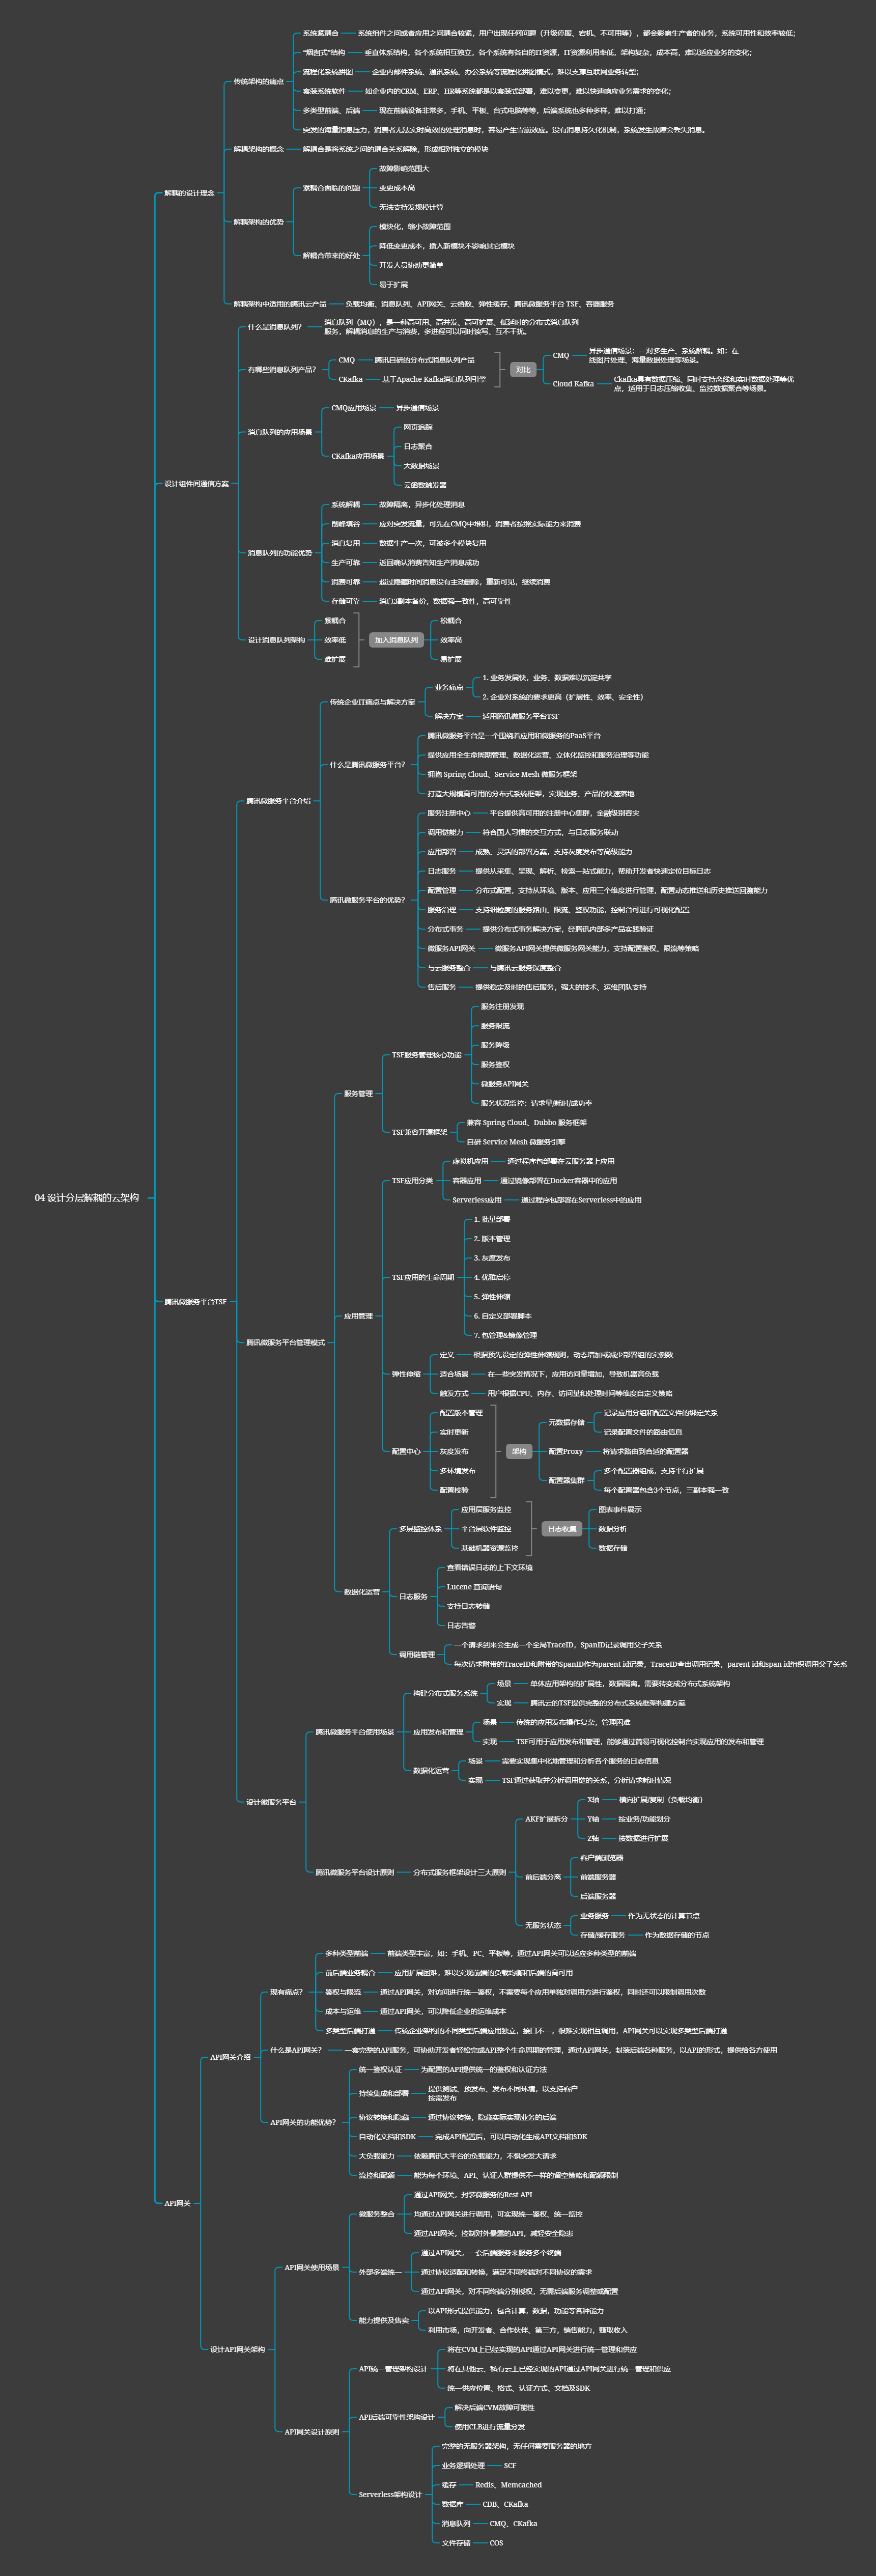 04 设计分层解耦的云架构
解耦的设计理念
传统架构的痛点
系统紧耦合
系统组件之间或者应用之间耦合较紧，用户出现任何问题（升级停服、宕机、不可用等），都会影响生产者的业务，系统可用性和效率较低；
“烟囱式”结构
垂直体系结构，各个系统相互独立，各个系统有各自的IT资源，IT资源利用率低，架构复杂，成本高，难以适应业务的变化；
流程化系统拼图
企业内邮件系统、通讯系统、办公系统等流程化拼图模式，难以支撑互联网业务转型；
套装系统软件
如企业内的CRM、ERP、HR等系统都是以套装式部署，难以变更，难以快速响应业务需求的变化；
多类型前端、后端
现在前端设备非常多，手机、平板、台式电脑等等，后端系统也多种多样，难以打通；
突发的海量消息压力，消费者无法实时高效的处理消息时，容易产生雪崩效应。没有消息持久化机制，系统发生故障会丢失消息。
解耦架构的概念
解耦合是将系统之间的耦合关系解除，形成相对独立的模块
解耦架构的优势
紧耦合面临的问题
故障影响范围大
变更成本高
无法支持发规模计算
解耦合带来的好处
模块化，缩小故障范围
降低变更成本，插入新模块不影响其它模块
开发人员协助更简单
易于扩展
解耦架构中适用的腾讯云产品
负载均衡、消息队列、API网关、云函数、弹性缓存、腾讯微服务平台 TSF、容器服务
设计组件间通信方案
什么是消息队列？
消息队列（MQ），是一种高可用、高并发、高可扩展、低延时的分布式消息队列
服务，解耦消息的生产与消费，多进程可以同时读写、互不干扰。
有哪些消息队列产品？
CMQ
腾讯自研的分布式消息队列产品
CKafka
基于Apache Kafka消息队列引擎
对比
CMQ
异步通信场景：一对多生产、系统解耦。如：在
线图片处理、海量数据处理等场景。
Cloud Kafka
Ckafka具有数据压缩、同时支持离线和实时数据处理等优
点，适用于日志压缩收集、监控数据聚合等场景。
消息队列的应用场景
CMQ应用场景
异步通信场景
CKafka应用场景
网页追踪
日志聚合
大数据场景
云函数触发器
消息队列的功能优势
系统解耦
故障隔离，异步化处理消息
削峰填谷
应对突发流量，可先在CMQ中堆积，消费者按照实际能力来消费
消息复用
数据生产一次，可被多个模块复用
生产可靠
返回确认消费告知生产消息成功
消费可靠
超过隐藏时间消息没有主动删除，重新可见，继续消费
存储可靠
消息3副本备份，数据强一致性，高可靠性
设计消息队列架构
紧耦合
效率低
难扩展
加入消息队列
松耦合
效率高
易扩展
腾讯微服务平台TSF
腾讯微服务平台介绍
传统企业IT痛点与解决方案
业务痛点
1. 业务发展快，业务、数据难以沉淀共享
2. 企业对系统的要求更高（扩展性、效率、安全性）
解决方案
适用腾讯微服务平台TSF
什么是腾讯微服务平台？
腾讯微服务平台是一个围绕着应用和微服务的PaaS平台
提供应用全生命周期管理、数据化运营、立体化监控和服务治理等功能
拥抱 Spring Cloud、Service Mesh 微服务框架
打造大规模高可用的分布式系统框架，实现业务、产品的快速落地
腾讯微服务平台的优势？
服务注册中心
平台提供高可用的注册中心集群，金融级别容灾
调用链能力
符合国人习惯的交互方式，与日志服务联动
应用部署
成熟、灵活的部署方案，支持灰度发布等高级能力
日志服务
提供从采集、呈现、解析、检索一站式能力，帮助开发者快速定位目标日志
配置管理
分布式配置，支持从环境、版本、应用三个维度进行管理，配置动态推送和历史推送回溯能力
服务治理
支持细粒度的服务路由、限流、鉴权功能，控制台可进行可视化配置
分布式事务
提供分布式事务解决方案，经腾讯内部多产品实践验证
微服务API网关
微服务API网关提供微服务网关能力，支持配置鉴权、限流等策略
与云服务整合
与腾讯云服务深度整合
售后服务
提供稳定及时的售后服务，强大的技术、运维团队支持
腾讯微服务平台管理模式
服务管理
TSF服务管理核心功能
服务注册发现
服务限流
服务降级
服务鉴权
微服务API网关
服务状况监控：请求量/耗时/成功率
TSF兼容开源框架
兼容 Spring Cloud、Dubbo 服务框架
自研 Service Mesh 微服务引擎
应用管理
TSF应用分类
虚拟机应用
通过程序包部署在云服务器上应用
容器应用
通过镜像部署在Docker容器中的应用
Serverless应用
通过程序包部署在Serverless中的应用
TSF应用的生命周期
1. 批量部署
2. 版本管理
3. 灰度发布
4. 优雅启停
5. 弹性伸缩
6. 自定义部署脚本
7. 包管理&镜像管理
弹性伸缩
定义
根据预先设定的弹性伸缩规则，动态增加或减少部署组的实例数
适合场景
在一些突发情况下，应用访问量增加，导致机器高负载
触发方式
用户根据CPU、内存、访问量和处理时间等维度自定义策略
配置中心
配置版本管理
实时更新
灰度发布
多环境发布
配置校验
架构
元数据存储
记录应用分组和配置文件的绑定关系
记录配置文件的路由信息
配置Proxy
将请求路由到合适的配置器
配置器集群
多个配置器组成，支持平行扩展
每个配置器包含3个节点，三副本强一致
数据化运营
多层监控体系
应用层服务监控
平台层软件监控
基础机器资源监控
日志收集
图表事件展示
数据分析
数据存储
日志服务
查看错误日志的上下文环境
Lucene 查询语句
支持日志转储
日志告警
调用链管理
一个请求到来会生成一个全局TraceID，SpanID记录调用父子关系
每次请求附带的TraceID和附带的SpanID作为parent id记录，TraceID查出调用记录，parent id和span id组织调用父子关系
设计微服务平台
腾讯微服务平台使用场景
构建分布式服务系统
场景
单体应用架构的扩展性，数据隔离。需要转变成分布式系统架构
实现
腾讯云的TSF提供完整的分布式系统框架构建方案
应用发布和管理
场景
传统的应用发布操作复杂，管理困难
实现
TSF可用于应用发布和管理，能够通过简易可视化控制台实现应用的发布和管理
数据化运营
场景
需要实现集中化地管理和分析各个服务的日志信息
实现
TSF通过获取并分析调用链的关系，分析请求耗时情况
腾讯微服务平台设计原则
分布式服务框架设计三大原则
AKF扩展拆分
X轴
横向扩展/复制（负载均衡）
Y轴
按业务/功能划分
Z轴
按数据进行扩展
前后端分离
客户端浏览器
前端服务器
后端服务器
无服务状态
业务服务
作为无状态的计算节点
存储/缓存服务
作为数据存储的节点
API网关
API网关介绍
现有痛点？
多种类型前端
前端类型丰富，如：手机、PC、平板等，通过API网关可以适应多种类型的前端
前后端业务耦合
应用扩展困难，难以实现前端的负载均衡和后端的高可用
鉴权与限流
通过API网关，对访问进行统一鉴权，不需要每个应用单独对调用方进行鉴权，同时还可以限制调用次数
成本与运维
通过API网关，可以降低企业的运维成本
多类型后端打通
传统企业架构的不同类型后端应用独立，接口不一，很难实现相互调用，API网关可以实现多类型后端打通
什么是API网关？
一套完整的API服务，可协助开发者轻松完成API整个生命周期的管理，通过API网关，封装后端各种服务，以API的形式，提供给各方使用
API网关的功能优势？
统一鉴权认证
为配置的API提供统一的鉴权和认证方法
持续集成和部署
提供测试、预发布、发布不同环境，以支持客户
按需发布
协议转换和隐藏
通过协议转换，隐藏实际实现业务的后端
自动化文档和SDK
完成API配置后，可以自动化生成API文档和SDK
大负载能力
依赖腾讯大平台的负载能力，不惧突发大请求
流控和配额
能为每个环境、API、认证人群提供不一样的留空策略和配额限制
设计API网关架构
API网关使用场景
微服务整合
通过API网关，封装微服务的Rest API
均通过API网关进行调用，可实现统一鉴权、统一监控
通过API网关，控制对外暴露的API，减轻安全隐患
外部多端统一
通过API网关，一套后端服务来服务多个终端
通过协议适配和转换，满足不同终端对不同协议的需求
通过API网关，对不同终端分别授权，无需后端服务调整或配置
能力提供及售卖
以API形式提供能力，包含计算，数据，功能等各种能力
利用市场，向开发者、合作伙伴、第三方，销售能力，赚取收入
API网关设计原则
API统一管理架构设计
将在CVM上已经实现的API通过API网关进行统一管理和供应
将在其他云、私有云上已经实现的API通过API网关进行统一管理和供应
统一供应位置、格式、认证方式、文档及SDK
API后端可靠性架构设计
解决后端CVM故障可能性
使用CLB进行流量分发
Serverless架构设计
完整的无服务器架构，无任何需要服务器的地方
业务逻辑处理
SCF
缓存
Redis、Memcached
数据库
CDB、CKafka
消息队列
CMQ、CKafka
文件存储
COS